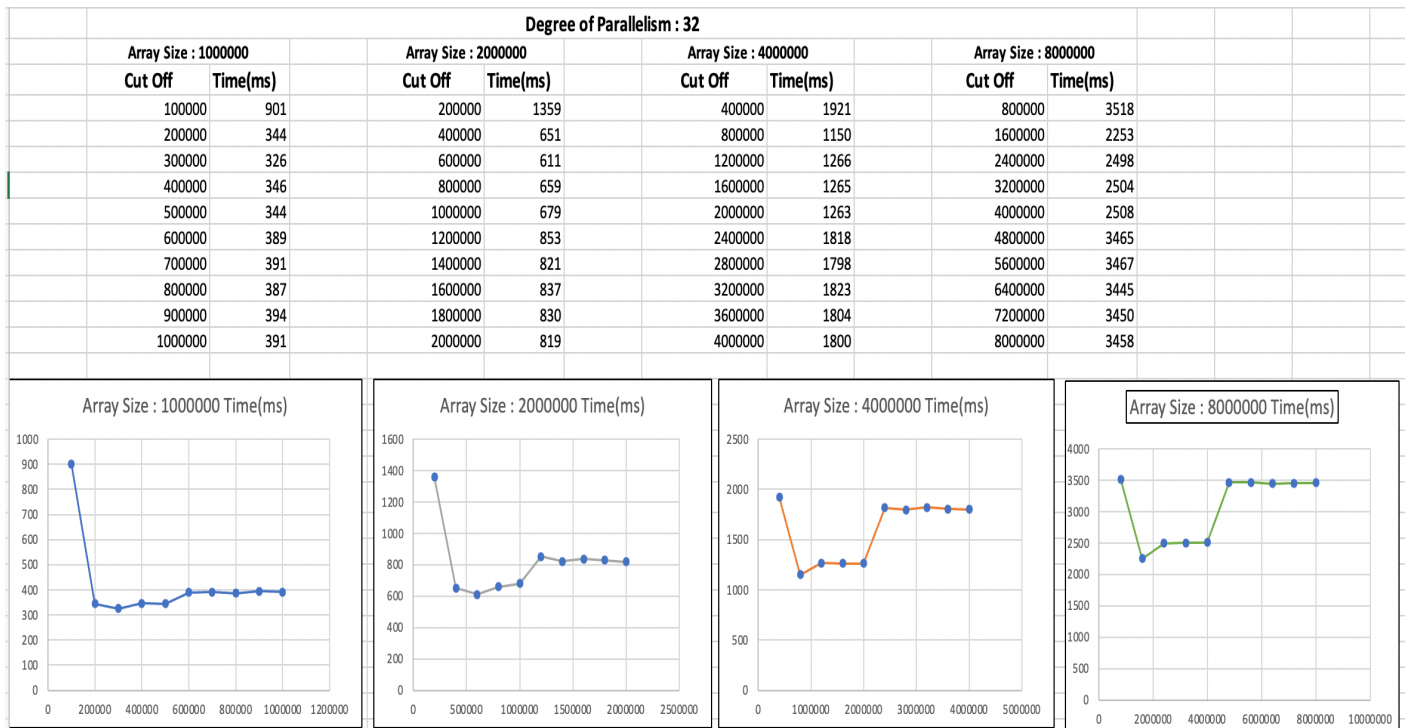 Degree of Parallelism : 32
Array Size : 1000000 Array Size : 2000000 Array Size : 4000000 Array Size : 8000000
Cut Off Time(ms) Cut Off Time(ms) Cut Off Time(ms) Cut Off Time(ms)
100000 901 200000 1359 400000 1921 800000 3518
200000 344 400000 651 800000 1150 1600000 2253
300000 326 600000 611 1200000 1266 2400000 2498
400000 346 800000 659 1600000 1265 3200000 2504
500000 344 1000000 679 2000000 1263 4000000 2508
600000 389 1200000 853 2400000 1818 4800000 3465
700000 391 1400000 821 2800000 1798 5600000 3467
800000 387 1600000 837 3200000 1823 6400000 3445
900000 394 1800000 830 3600000 1804 7200000 3450
1000000 391 2000000 819 4000000 1800 8000000 3458
Array Size : 1000000 Time(ms)
1000
900
800
700
600
500
400
300
200
100
0
0 200000 400000 600000 800000 1000000 1200000
Array Size : 2000000 Time(ms)
1600
1400
1200
1000
800
600
400
200
0
0 500000 1000000 1500000 2000000 2500000
Array Size : 4000000 Time(ms)
2500
2000
1500
1000
500
0
0 1000000 2000000 3000000 4000000 5000000
Array Size : 8000000 Time(ms)
4000
3500
3000
2500
2000
1500
1000
500
0
0 2000000 4000000 6000000 8000000 10000000